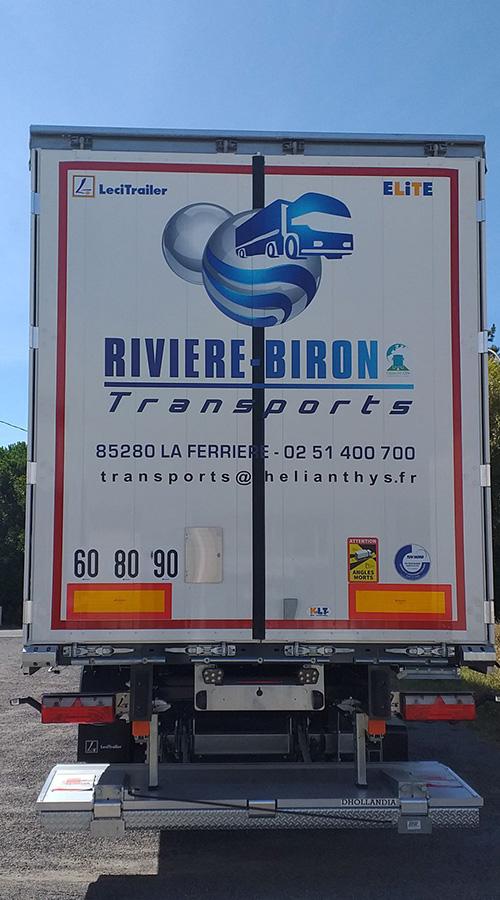 LeciTrailer
ELiTE
RIVIERE-BIRON
Transports
85280 LA FERRIERE - 02 51 400 700
transports@helianthys.fr
60 80 90
ATTENTION
ANGLES
MORTS
K.L.T.
LeciTrailer
DHOLLANDIA